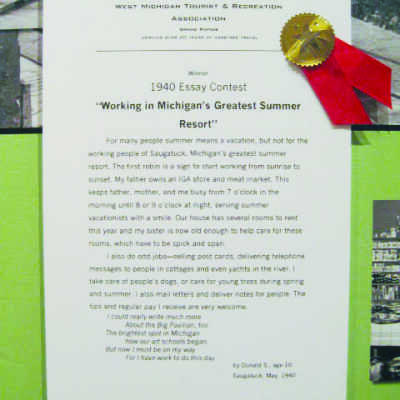 WEST MICHIGAN TOURIST & RECREATION
ASSOCIATION
GRAND RAPIDS
Winner
1940 Essay Contest
"Working in Michigan's Greatest Summer
Resort"
For many people summer means a vacation, but not for the
working people of Saugatuck, Michigan's greatest summer
resort. The first robin is a sign to start working from sunrise to
sunset. My father owns an IGA store and meat market. This
keeps father, mother, and me busy from 7 o'clock in the
morning until 8 or 9 o'clock at night, serving summer
vacationists with a smile. Our house has several rooms to rent
this year and my sister is now old enough to help care for these
rooms, which have to be spick and span.
I also do odd jobs—selling post cards, delivering telephone
messages to people in cottages and even yachts in the river. I
take care of people's dogs, or care for young trees during spring
and summer. I also mail letters and deliver notes for people. The
tips and regular pay I receive are very welcome.
I could really write much more
About the Big Pavilion, too
The brightest spot in Michigan
how our art schools began.
But now I must be on my way
For I have work to do this day.
by Donald S., age 10
Saugatuck, May, 1940